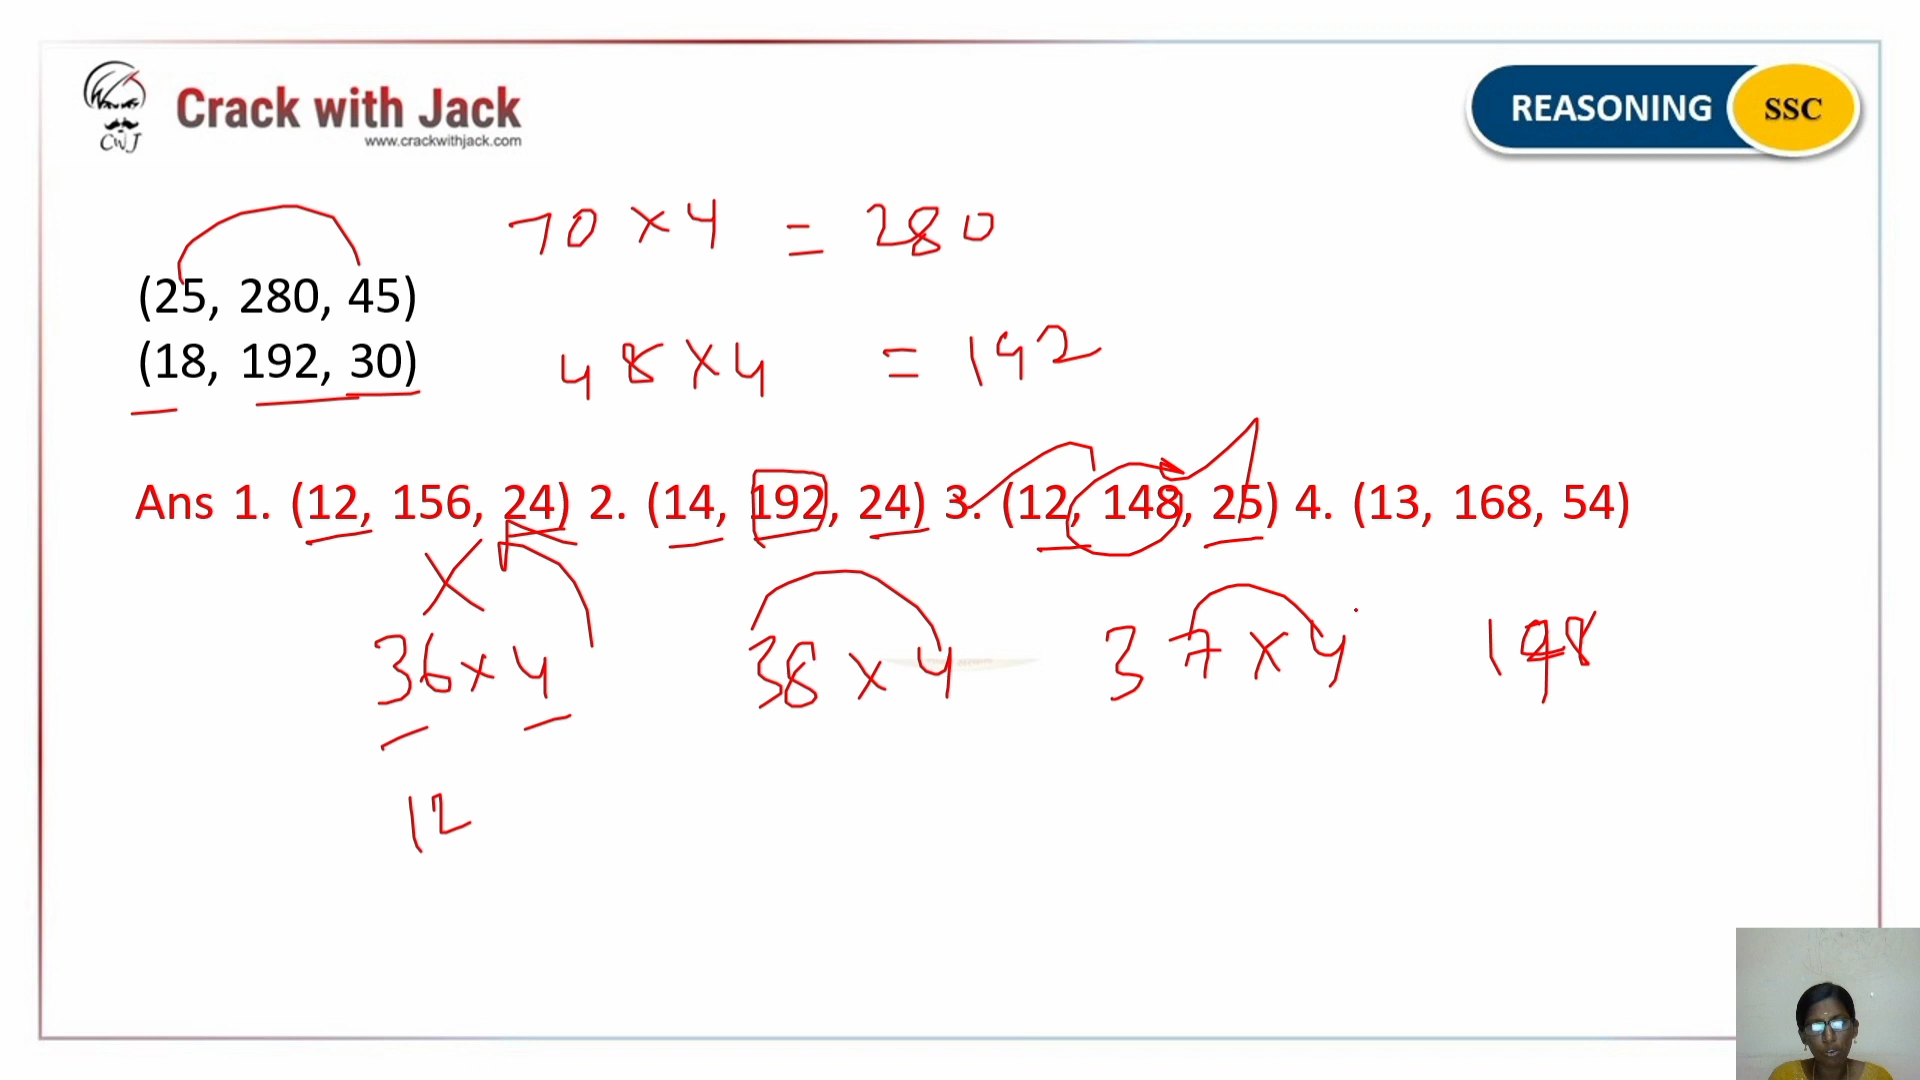 Crack with Jack
www.crackwithjack.com
CWJ
REASONING SSC
70 × 4 = 280
(25, 280, 45)
(18, 192, 30)
48 × 4 = 192
Ans 1. (12, 156, 24) 2. (14, 192, 24) 3. (12, 148, 25) 4. (13, 168, 54)
36 × 4 38 × 4 37 × 4
12